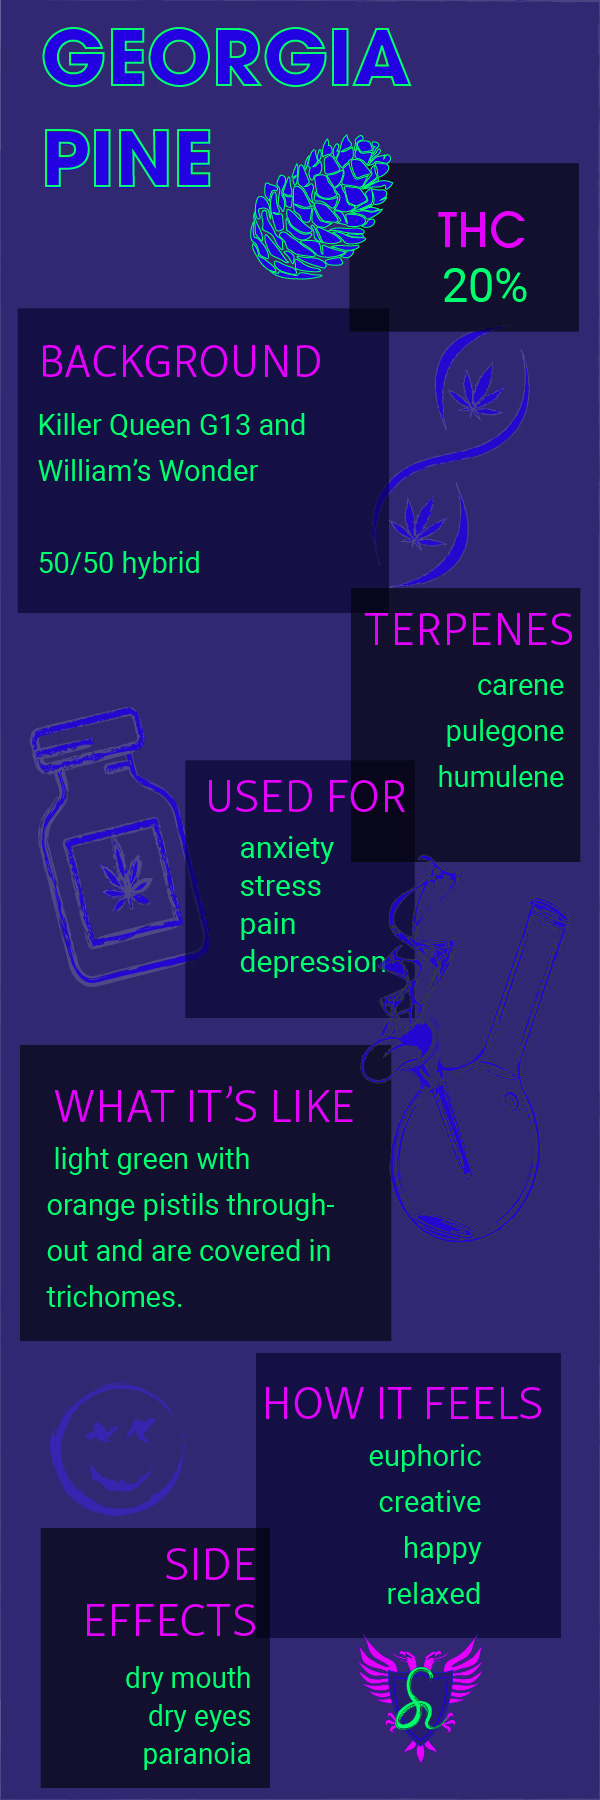 GEORGIA
PINE
THC
20%
BACKGROUND
Killer Queen G13 and
William’s Wonder
50/50 hybrid
TERPENES
carene
pulegone
humulene
USED FOR
anxiety
stress
pain
depression
WHAT IT’S LIKE
light green with
orange pistils through-
out and are covered in
trichomes.
HOW IT FEELS
euphoric
creative
happy
relaxed
SIDE
EFFECTS
dry mouth
dry eyes
paranoia